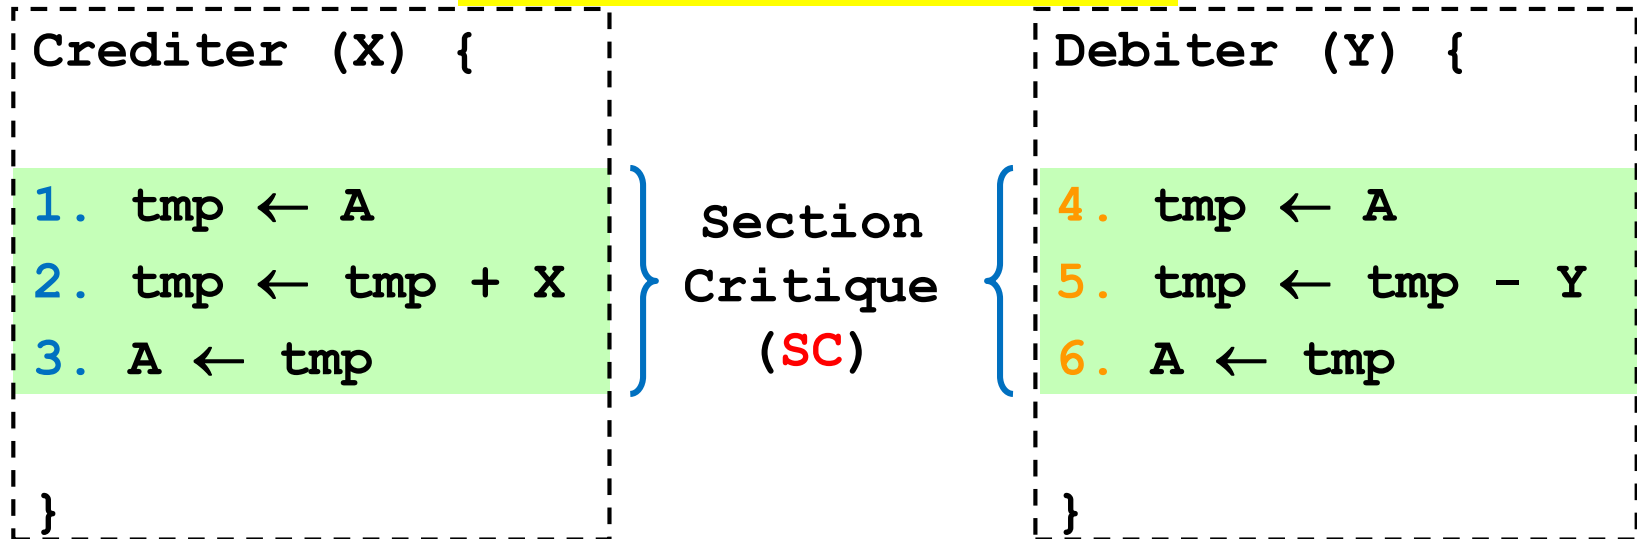 Crediter (X) {
1. tmp ← A
2. tmp ← tmp + X
3. A ← tmp
}
Section
Critique
(SC)
Debiter (Y) {
4. tmp ← A
5. tmp ← tmp - Y
6. A ← tmp
}